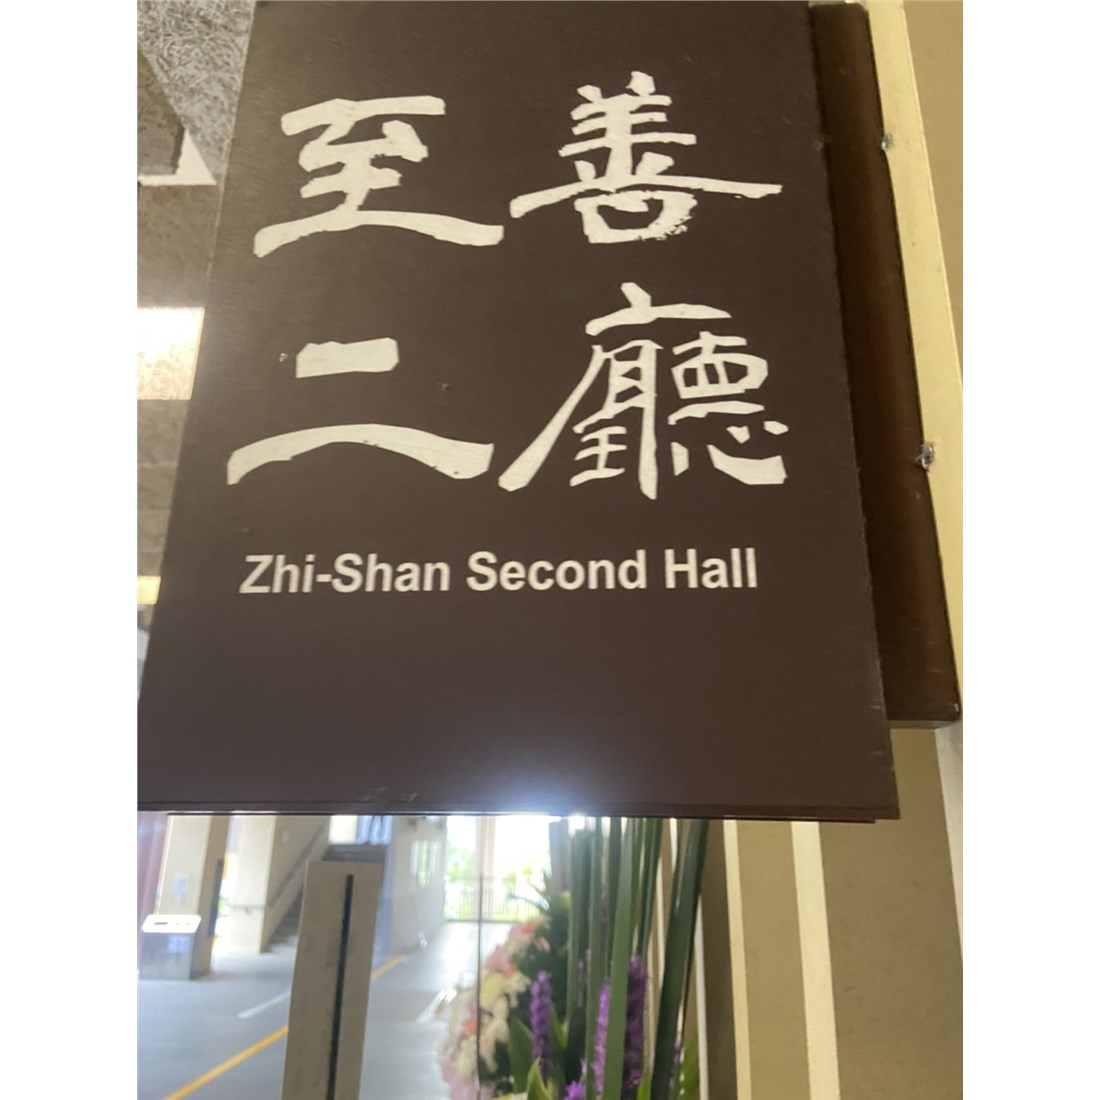 至善
二廳
Zhi-Shan Second Hall